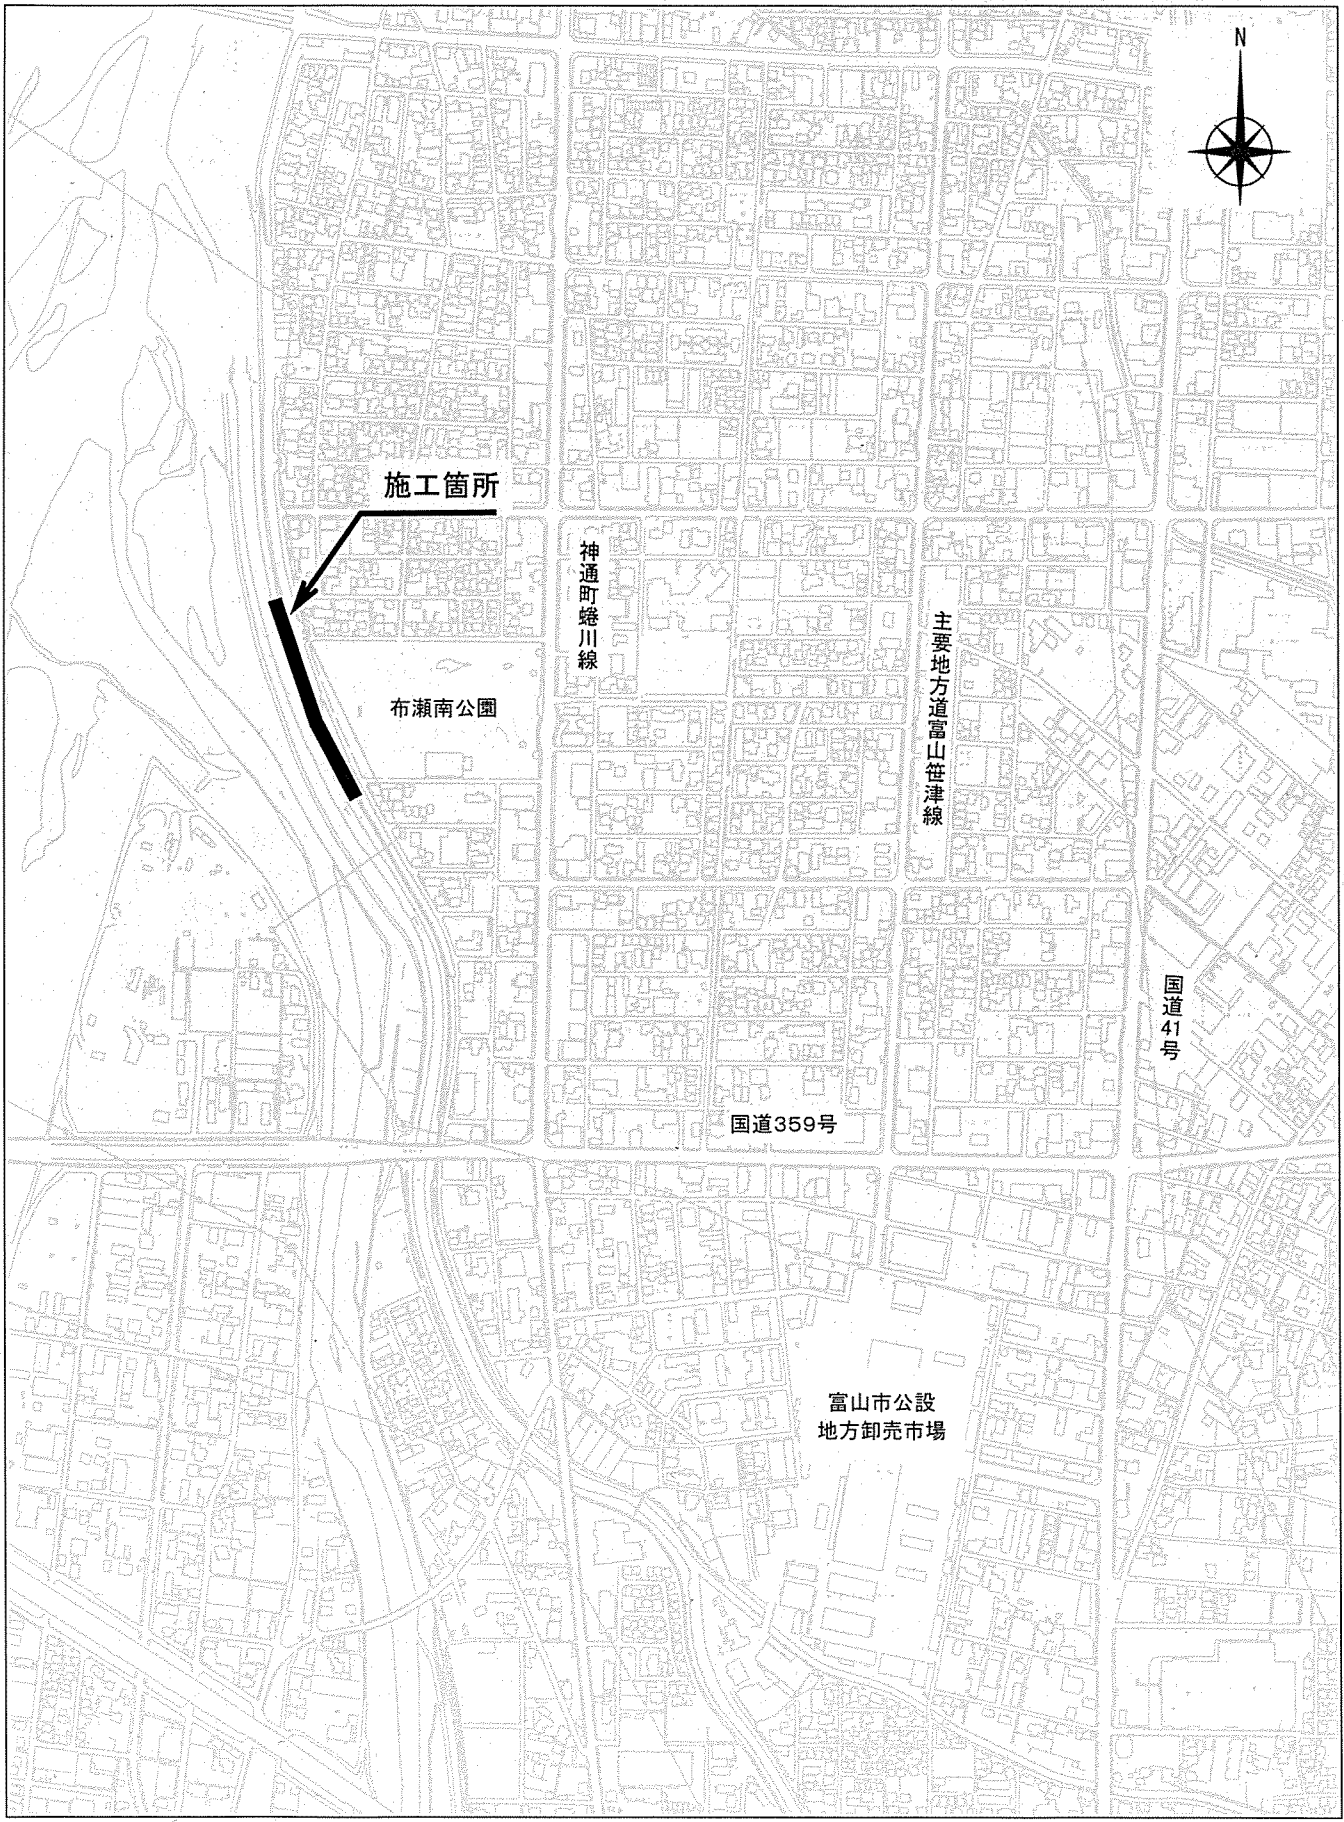 N
施工箇所
神通町蜷川線
主要地方道富山笹津線
布瀬南公園
国道41号
国道359号
富山市公設
地方卸売市場